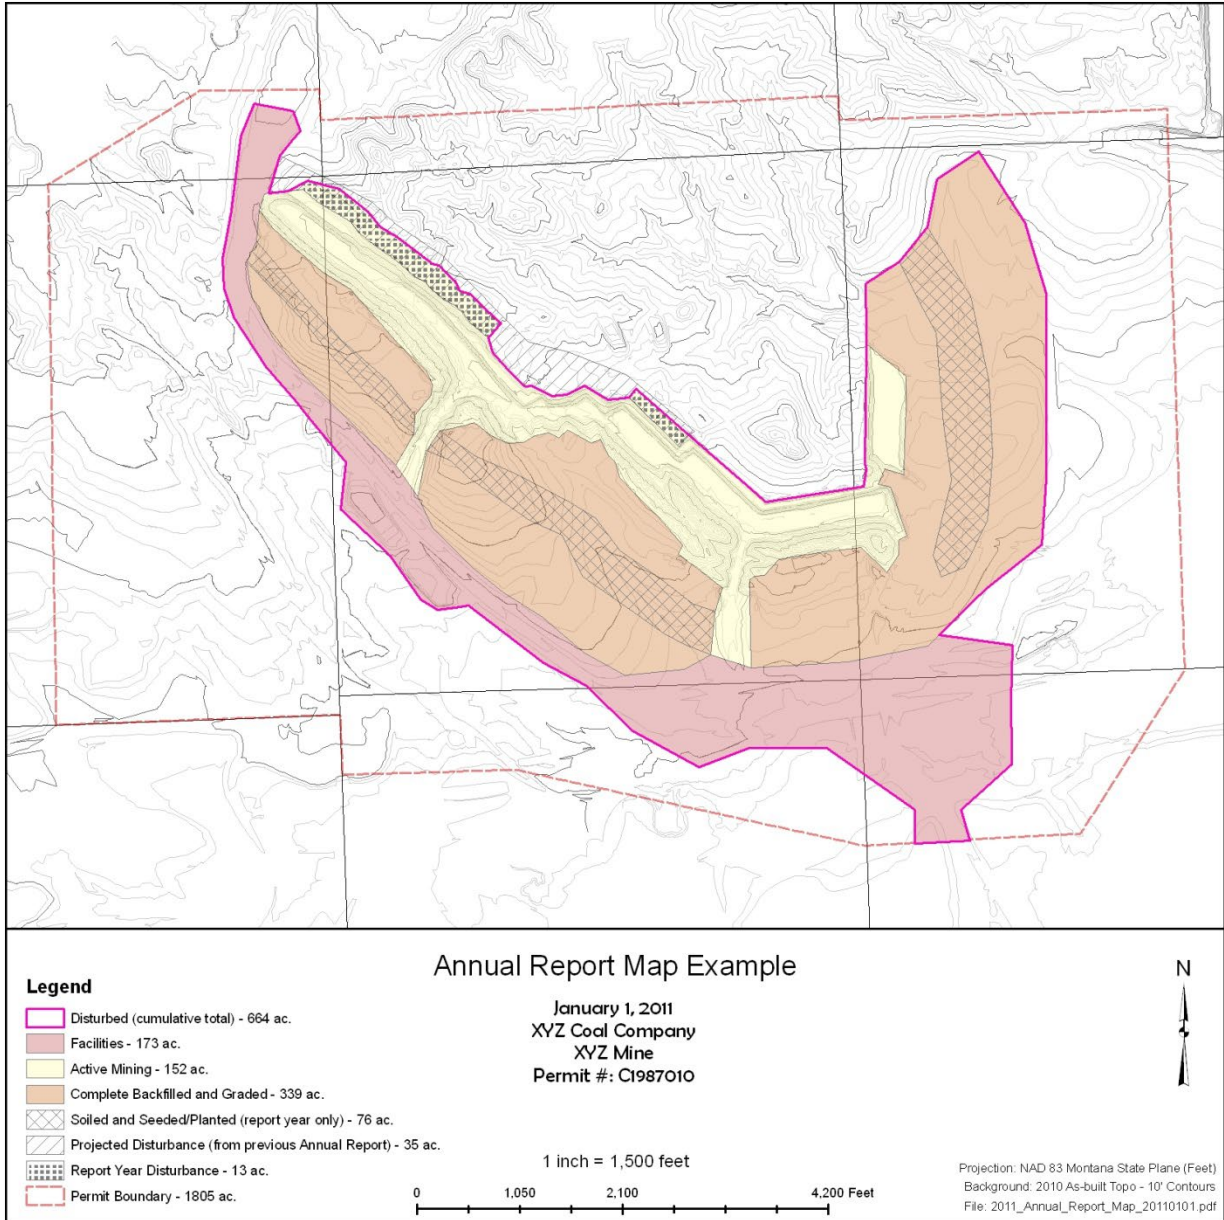 Annual Report Map Example
January 1, 2011
XYZ Coal Company
XYZ Mine
Permit #: C1987010
N
Legend
Disturbed (cumulative total) - 664 ac.
Facilities - 173 ac.
Active Mining - 152 ac.
Complete Backfilled and Graded - 339 ac.
Soiled and Seeded/Planted (report year only) - 76 ac.
Projected Disturbance (from previous Annual Report) - 35 ac.
Report Year Disturbance - 13 ac.
Permit Boundary - 1805 ac.
1 inch = 1,500 feet
0 1,050 2,100 4,200 Feet
Projection: NAD 83 Montana State Plane (Feet)
Background: 2010 As-built Topo - 10' Contours
File: 2011_Annual_Report_Map_20110101.pdf